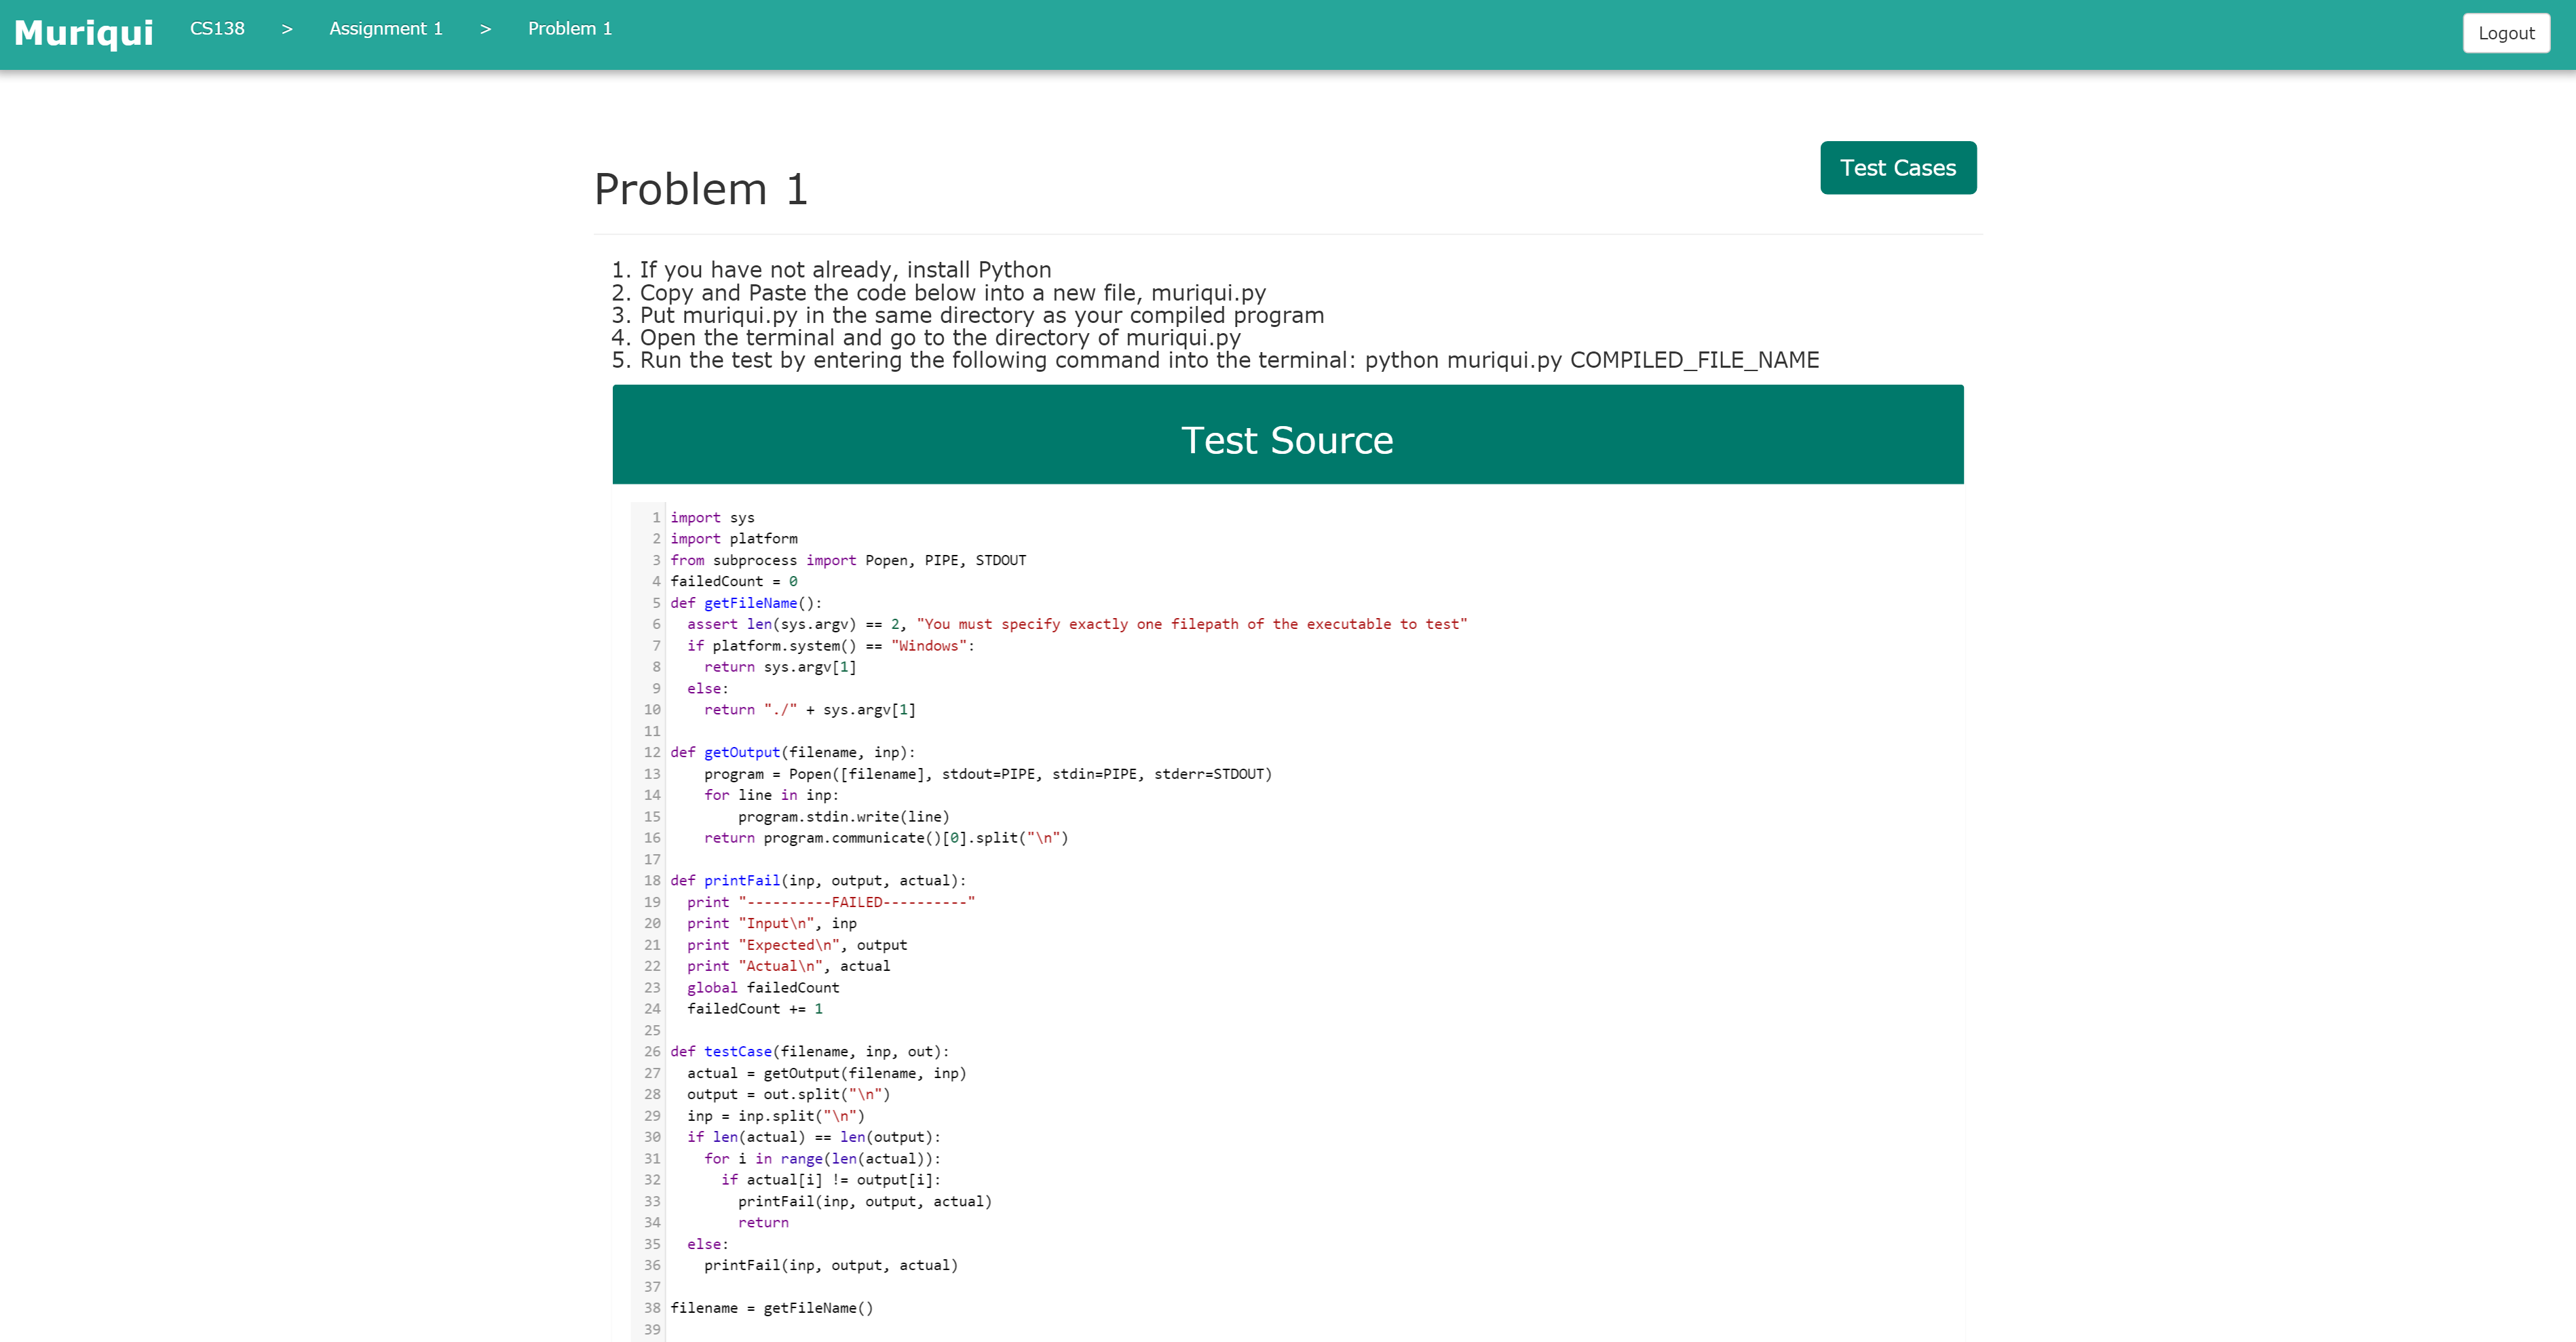 Muriqui CS138 > Assignment 1 > Problem 1 Logout
Test Cases
Problem 1
1. If you have not already, install Python
2. Copy and Paste the code below into a new file, muriqui.py
3. Put muriqui.py in the same directory as your compiled program
4. Open the terminal and go to the directory of muriqui.py
5. Run the test by entering the following command into the terminal: python muriqui.py COMPILED_FILE_NAME
Test Source
1 import sys
2 import platform
3 from subprocess import Popen, PIPE, STDOUT
4 failedCount = 0
5 def getFileName():
6   assert len(sys.argv) == 2, "You must specify exactly one filepath of the executable to test"
7   if platform.system() == "Windows":
8     return sys.argv[1]
9   else:
10     return "./" + sys.argv[1]
11
12 def getOutput(filename, inp):
13     program = Popen([filename], stdout=PIPE, stdin=PIPE, stderr=STDOUT)
14     for line in inp:
15         program.stdin.write(line)
16     return program.communicate()[0].split("\n")
17
18 def printFail(inp, output, actual):
19   print "----------FAILED----------"
20   print "Input\n", inp
21   print "Expected\n", output
22   print "Actual\n", actual
23   global failedCount
24   failedCount += 1
25
26 def testCase(filename, inp, out):
27   actual = getOutput(filename, inp)
28   output = out.split("\n")
29   inp = inp.split("\n")
30   if len(actual) == len(output):
31     for i in range(len(actual)):
32       if actual[i] != output[i]:
33         printFail(inp, output, actual)
34         return
35   else:
36     printFail(inp, output, actual)
37
38 filename = getFileName()
39